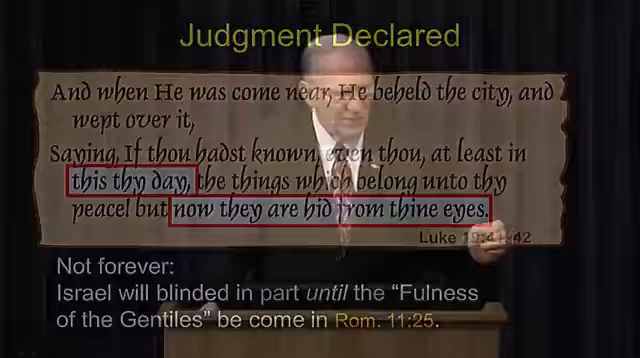 Judgment Declared
And when He was come near, He beheld the city, and
wept over it,
Saying, If thou hadst known, even thou, at least in
this thy day, the things which belong unto thy
peace! but now they are hid from thine eyes.
Luke 19:41,42
Not forever:
Israel will blinded in part until the “Fulness
of the Gentiles” be come in Rom. 11:25.